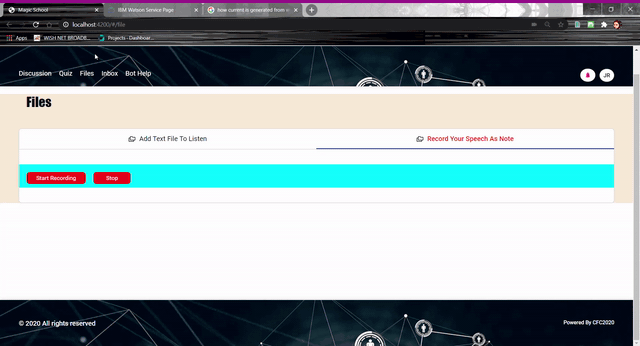 Magic School
IBM Watson Service Page
how current is generated from
localhost:4200/#/file
Apps
WISH NET BROADB...
Projects - Dashboar...
Discussion
Quiz
Files
Inbox
Bot Help
JR
Files
Add Text File To Listen
Record Your Speech As Note
Start Recording
Stop
© 2020 All rights reserved
Powered By CFC2020